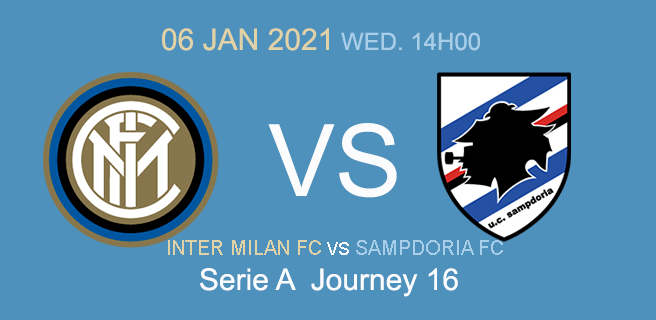 06 JAN 2021 WED. 14H00
VS
u.c. sampdoria
INTER MILAN FC vs SAMPDORIA FC
Serie A Journey 16